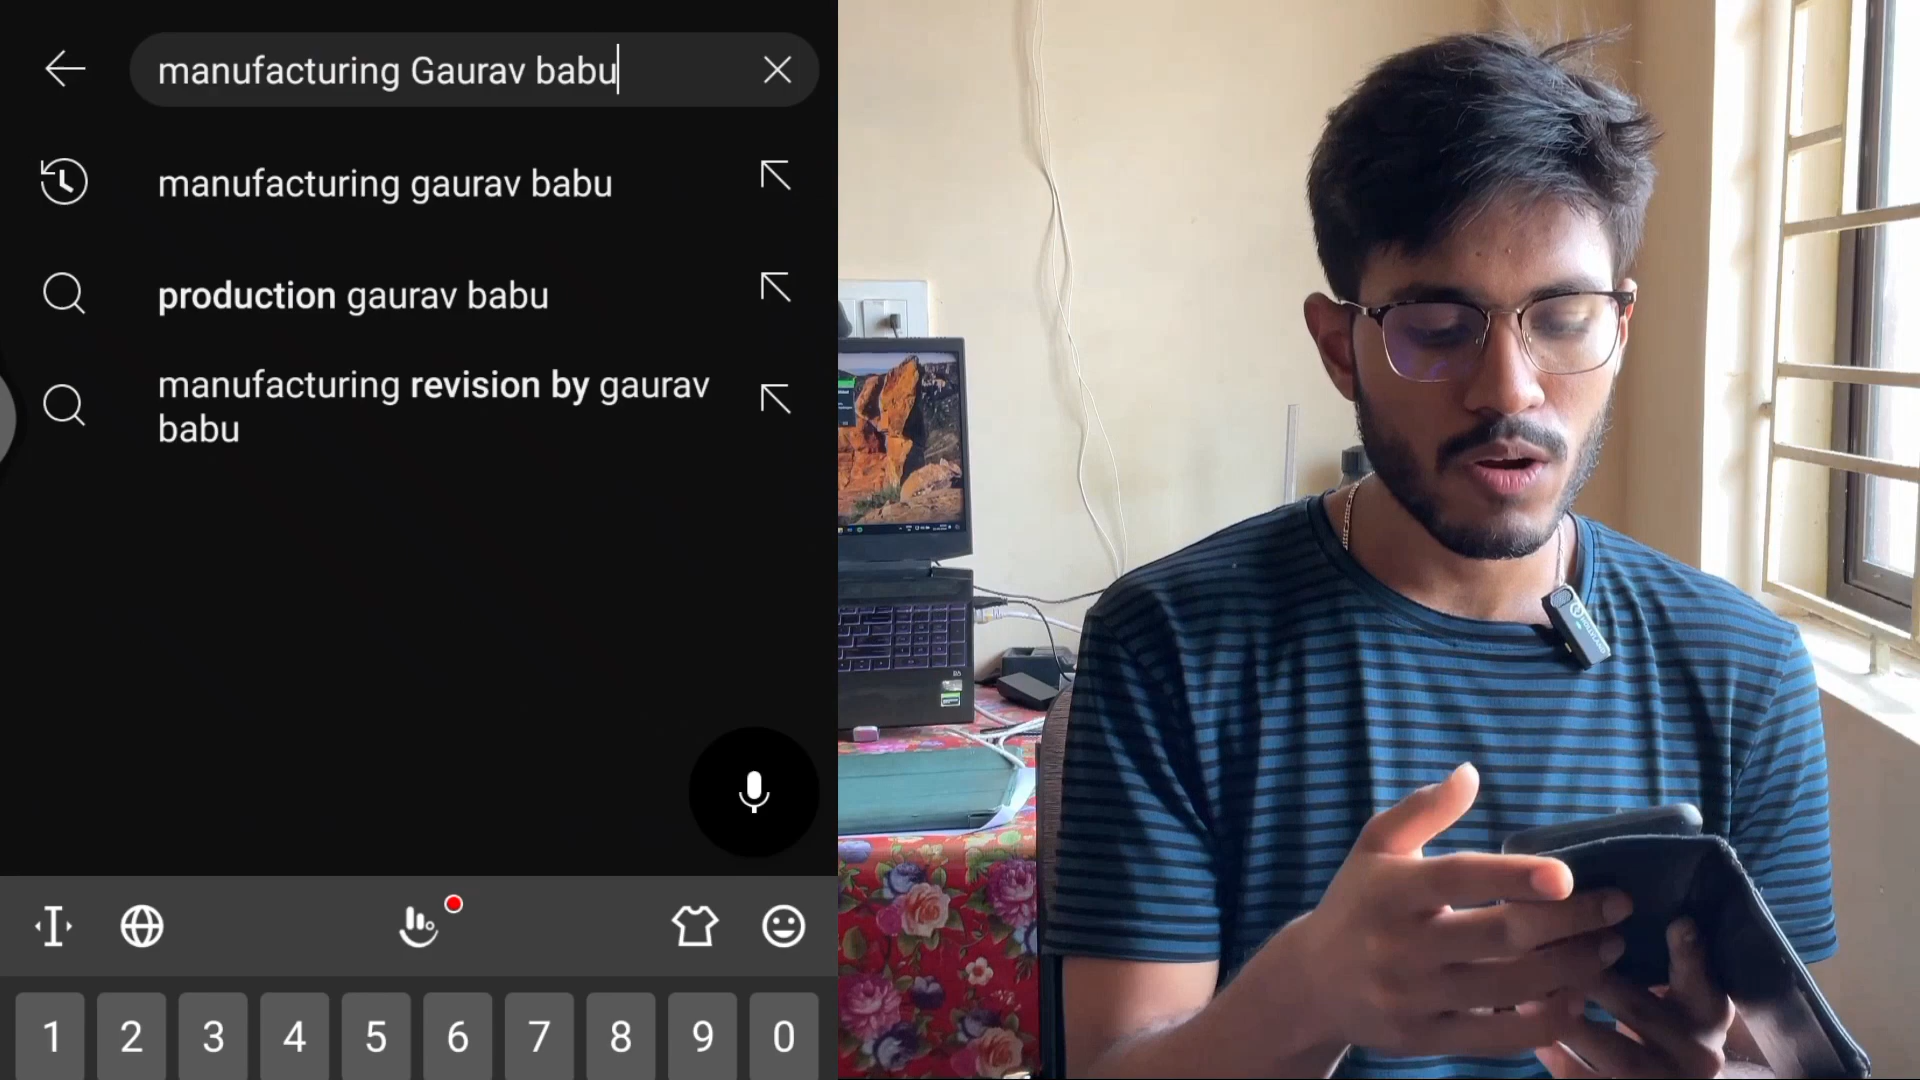 manufacturing Gaurav babu
manufacturing gaurav babu
production gaurav babu
manufacturing revision by gaurav
babu
1 2 3 4 5 6 7 8 9 0
HOLLYLAND